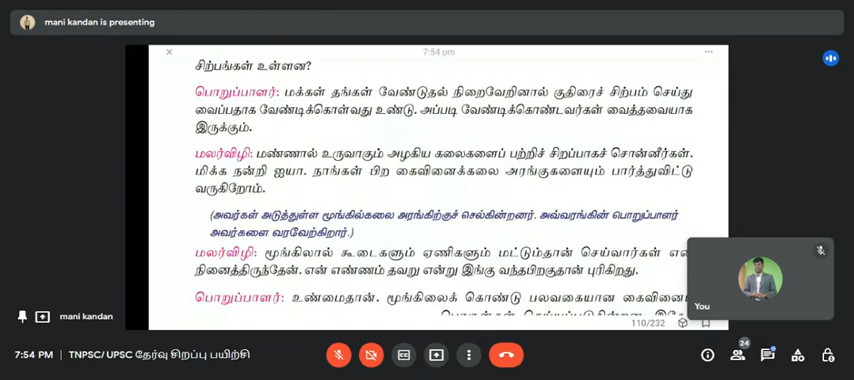 mani kandan is presenting
7:54 pm
சிற்பங்கள் உள்ளன?
பொறுப்பாளர்: மக்கள் தங்கள் வேண்டுதல் நிறைவேறினால் குதிரைச் சிற்பம் செய்து
வைப்பதாக வேண்டிக்கொள்வது உண்டு. அப்படி வேண்டிக்கொண்டவர்கள் வைத்தவையாக
இருக்கும்.
மலர்விழி: மண்ணால் உருவாகும் அழகிய கலைகளைப் பற்றிச் சிறப்பாகச் சொன்னீர்கள்.
மிக்க நன்றி ஐயா. நாங்கள் பிற கைவினைக்கலை அரங்குகளையும் பார்த்துவிட்டு
வருகிறோம்.
(அவர்கள் அடுத்துள்ள மூங்கில்கலை அரங்கிற்குச் செல்கின்றனர். அவ்வரங்கின் பொறுப்பாளர்
அவர்களை வரவேற்கிறார்.)
மலர்விழி: மூங்கிலால் கூடைகளும் ஏணிகளும் மட்டும்தான் செய்வார்கள்
நினைத்திருந்தேன். என் எண்ணம் தவறு என்று இங்கு வந்தபிறகுதான் புரிகிறது.
பொறுப்பாளர்: உண்மைதான். மூங்கிலைக் கொண்டு பலவகையான
110/232
You
mani kandan
7:54 PM | TNPSC/ UPSC தேர்வு சிறப்பு பயிற்சி
24